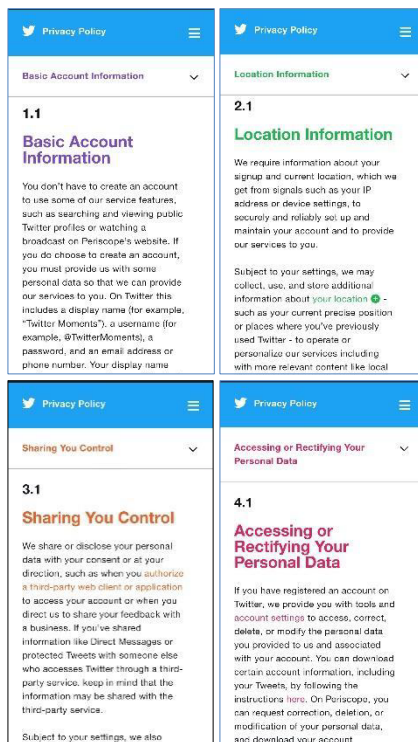 Privacy Policy
Basic Account Information
1.1
Basic Account
Information
You don't have to create an account
to use some of our service features,
such as searching and viewing public
Twitter profiles or watching a
broadcast on Periscope's website. If
you do choose to create an account,
you must provide us with some
personal data so that we can provide
our services to you. On Twitter this
includes a display name (for example,
"Twitter Moments"), a username (for
example, @TwitterMoments), a
password, and an email address or
phone number. Your display name
Privacy Policy
Location Information
2.1
Location Information
We require information about your
signup and current location, which we
get from signals such as your IP
address or device settings, to
securely and reliably set up and
maintain your account and to provide
our services to you.
Subject to your settings, we may
collect, use, and store additional
information about your location -
such as your current precise position
or places where you've previously
used Twitter - to operate or
personalize our services including
with more relevant content like local
Privacy Policy
Sharing You Control
3.1
Sharing You Control
We share or disclose your personal
data with your consent or at your
direction, such as when you authorize
a third-party web client or application
to access your account or when you
direct us to share your feedback with
a business. If you've shared
information like Direct Messages or
protected Tweets with someone else
who accesses Twitter through a third-
party service, keep in mind that the
information may be shared with the
third-party service.
Subject to your settings, we also
Privacy Policy
Accessing or Rectifying Your
Personal Data
4.1
Accessing or
Rectifying Your
Personal Data
If you have registered an account on
Twitter, we provide you with tools and
account settings to access, correct,
delete, or modify the personal data
you provided to us and associated
with your account. You can download
certain account information, including
your Tweets, by following the
instructions here. On Periscope, you
can request correction, deletion, or
modification of your personal data,
and download your account